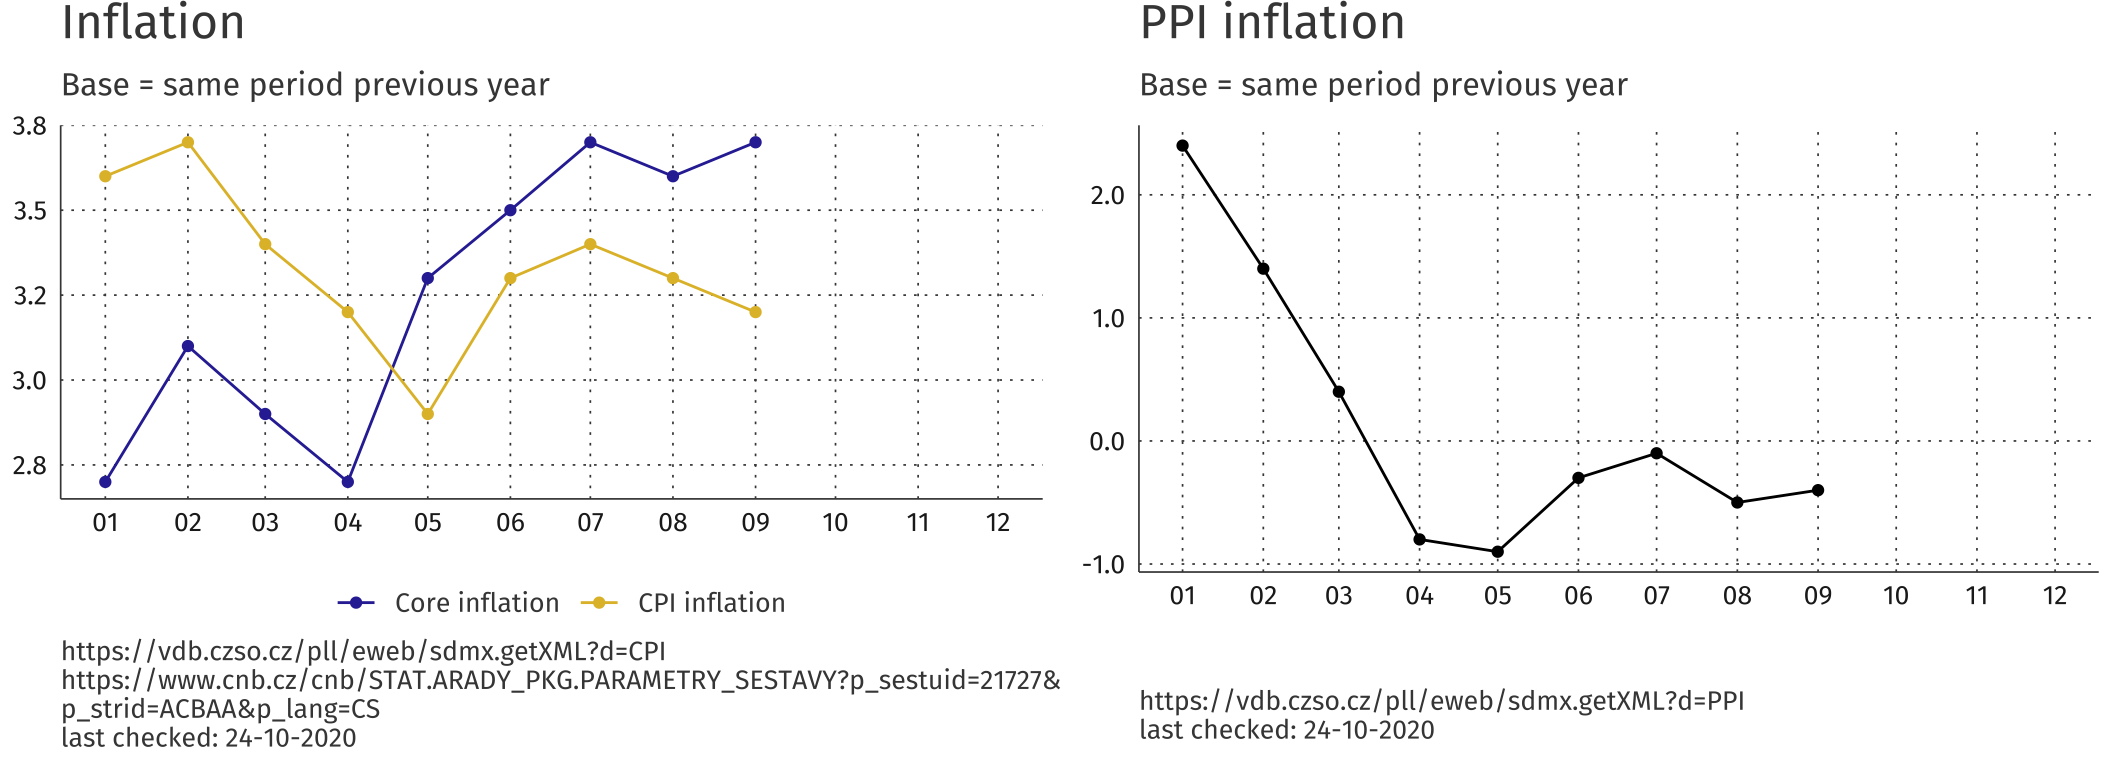 Inflation
Base = same period previous year
3.8
3.5
3.2
3.0
2.8
01 02 03 04 05 06 07 08 09 10 11 12
Core inflation CPI inflation
https://vdb.czso.cz/pll/eweb/sdmx.getXML?d=CPI
https://www.cnb.cz/cnb/STAT.ARADY_PKG.PARAMETRY_SESTAVY?p_sestuid=21727&
p_strid=ACBAA&p_lang=CS
last checked: 24-10-2020
PPI inflation
Base = same period previous year
2.0
1.0
0.0
-1.0
01 02 03 04 05 06 07 08 09 10 11 12
https://vdb.czso.cz/pll/eweb/sdmx.getXML?d=PPI
last checked: 24-10-2020